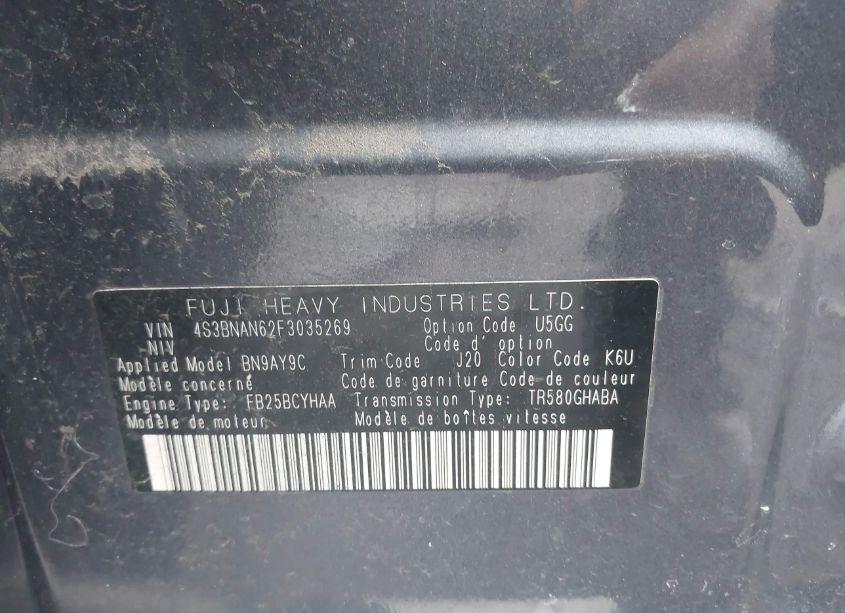 FUJI HEAVY INDUSTRIES LTD.
VIN 4S3BNAN62F3035269 Option Code U5GG
NIV Code d' option
Applied Model BN9AY9C Trim Code J20 Color Code K6U
Modèle concerné Code de garniture Code de couleur
Engine Type: FB25BCYHAA Transmission Type: TR580GHABA
Modèle de moteur Modèle de boîtes vitesse